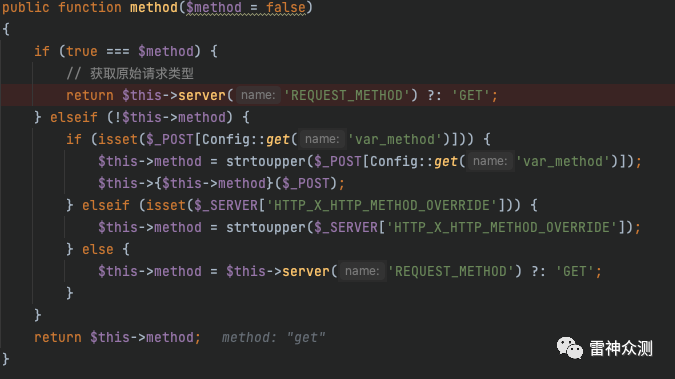 public function method($method = false)
{
if (true === $method) {
// 获取原始请求类型
return $this->server( name: 'REQUEST_METHOD') ?: 'GET';
} elseif (!$this->method) {
if (isset($_POST[Config::get( name: 'var_method')])) {
$this->method = strtoupper($_POST[Config::get( name: 'var_method')]);
$this->{$this->method}($_POST);
} elseif (isset($_SERVER['HTTP_X_HTTP_METHOD_OVERRIDE'])) {
$this->method = strtoupper($_SERVER['HTTP_X_HTTP_METHOD_OVERRIDE']);
} else {
$this->method = $this->server( name: 'REQUEST_METHOD') ?: 'GET';
}
}
return $this->method; method: "get"
}
雷神众测